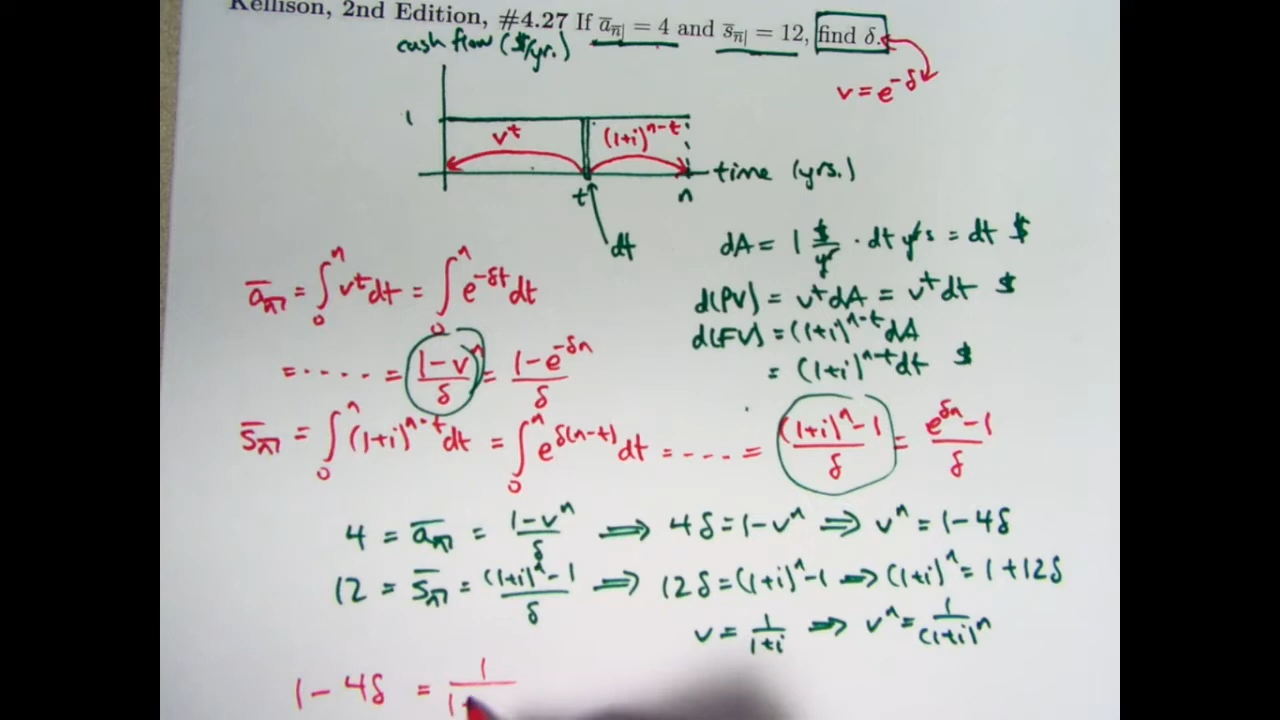 Kellison, 2nd Edition, #4.27 If a̅n̅| = 4 and s̅n̅| = 12, find δ.
cash flow ($/yr.)
v = e^-δ
1
v^t (1+i)^n-t
time (yrs.)
t n
dt
dA = 1 $/yr · dt yrs = dt $
a̅n̅| = ∫₀ⁿ v^t dt = ∫₀ⁿ e^-δt dt
d(PV) = v^t dA = v^t dt $
d(FV) = (1+i)^n-t dA
= (1+i)^n-t dt $
= ..... = (1-v^n)/δ = (1-e^-δn)/δ
s̅n̅| = ∫₀ⁿ (1+i)^n-t dt = ∫₀ⁿ e^δ(n-t) dt = ..... = ((1+i)^n - 1)/δ = (e^δn - 1)/δ
4 = a̅n̅| = (1-v^n)/δ ⟹ 4δ = 1-v^n ⟹ v^n = 1-4δ
12 = s̅n̅| = ((1+i)^n - 1)/δ ⟹ 12δ = (1+i)^n - 1 ⟹ (1+i)^n = 1+12δ
v = 1/(1+i) ⟹ v^n = 1/(1+i)^n
1 - 4δ = 1/1+